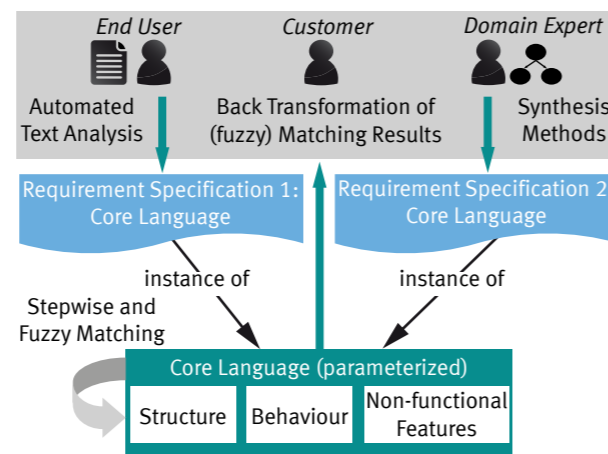 End User
Customer
Domain Expert
Automated
Text Analysis
Back Transformation of
(fuzzy) Matching Results
Synthesis
Methods
Requirement Specification 1:
Core Language
Requirement Specification 2
Core Language
instance of
instance of
Stepwise and
Fuzzy Matching
Core Language (parameterized)
Structure
Behaviour
Non-functional
Features